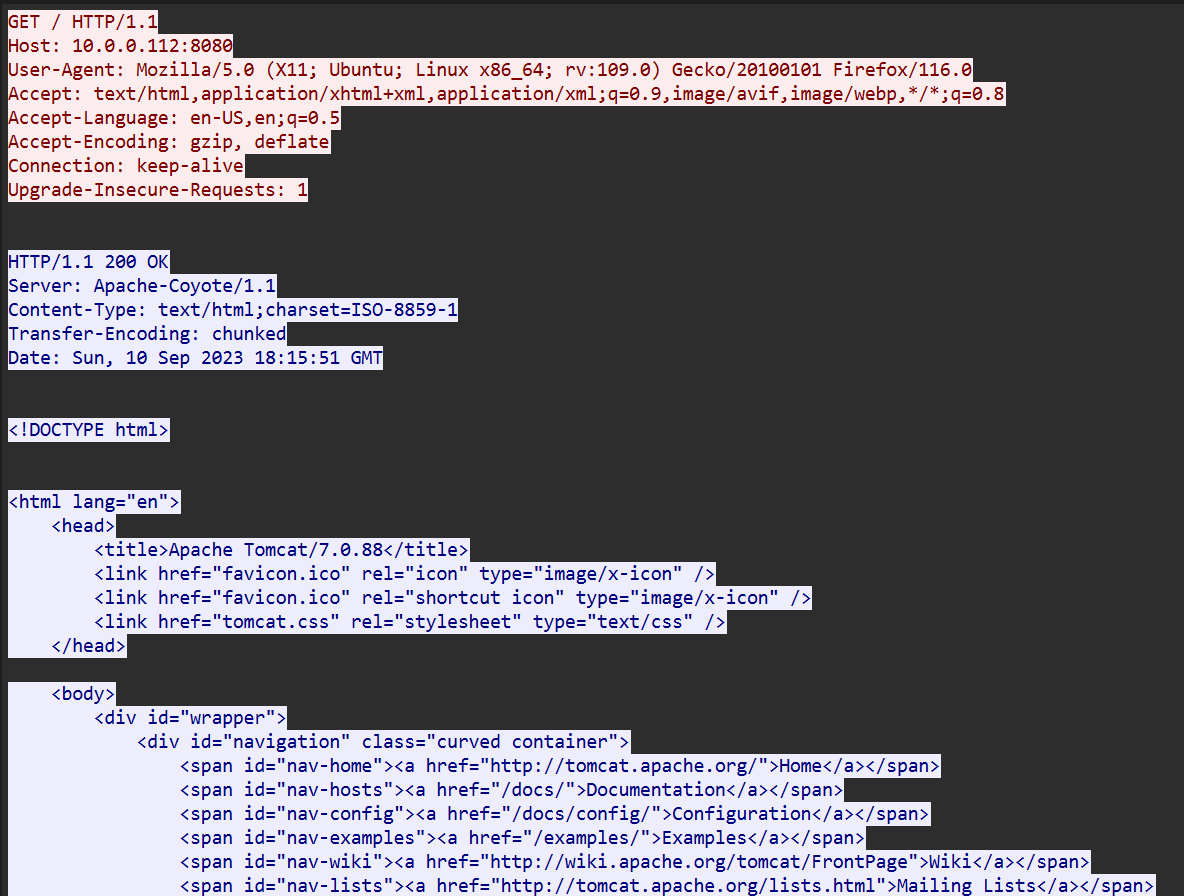 GET / HTTP/1.1
Host: 10.0.0.112:8080
User-Agent: Mozilla/5.0 (X11; Ubuntu; Linux x86_64; rv:109.0) Gecko/20100101 Firefox/116.0
Accept: text/html,application/xhtml+xml,application/xml;q=0.9,image/avif,image/webp,*/*;q=0.8
Accept-Language: en-US,en;q=0.5
Accept-Encoding: gzip, deflate
Connection: keep-alive
Upgrade-Insecure-Requests: 1
HTTP/1.1 200 OK
Server: Apache-Coyote/1.1
Content-Type: text/html;charset=ISO-8859-1
Transfer-Encoding: chunked
Date: Sun, 10 Sep 2023 18:15:51 GMT
<!DOCTYPE html>
<html lang="en">
    <head>
        <title>Apache Tomcat/7.0.88</title>
        <link href="favicon.ico" rel="icon" type="image/x-icon" />
        <link href="favicon.ico" rel="shortcut icon" type="image/x-icon" />
        <link href="tomcat.css" rel="stylesheet" type="text/css" />
    </head>
    <body>
        <div id="wrapper">
            <div id="navigation" class="curved container">
                <span id="nav-home"><a href="http://tomcat.apache.org/">Home</a></span>
                <span id="nav-hosts"><a href="/docs/">Documentation</a></span>
                <span id="nav-config"><a href="/docs/config/">Configuration</a></span>
                <span id="nav-examples"><a href="/examples/">Examples</a></span>
                <span id="nav-wiki"><a href="http://wiki.apache.org/tomcat/FrontPage">Wiki</a></span>
                <span id="nav-lists"><a href="http://tomcat.apache.org/lists.html">Mailing Lists</a></span>